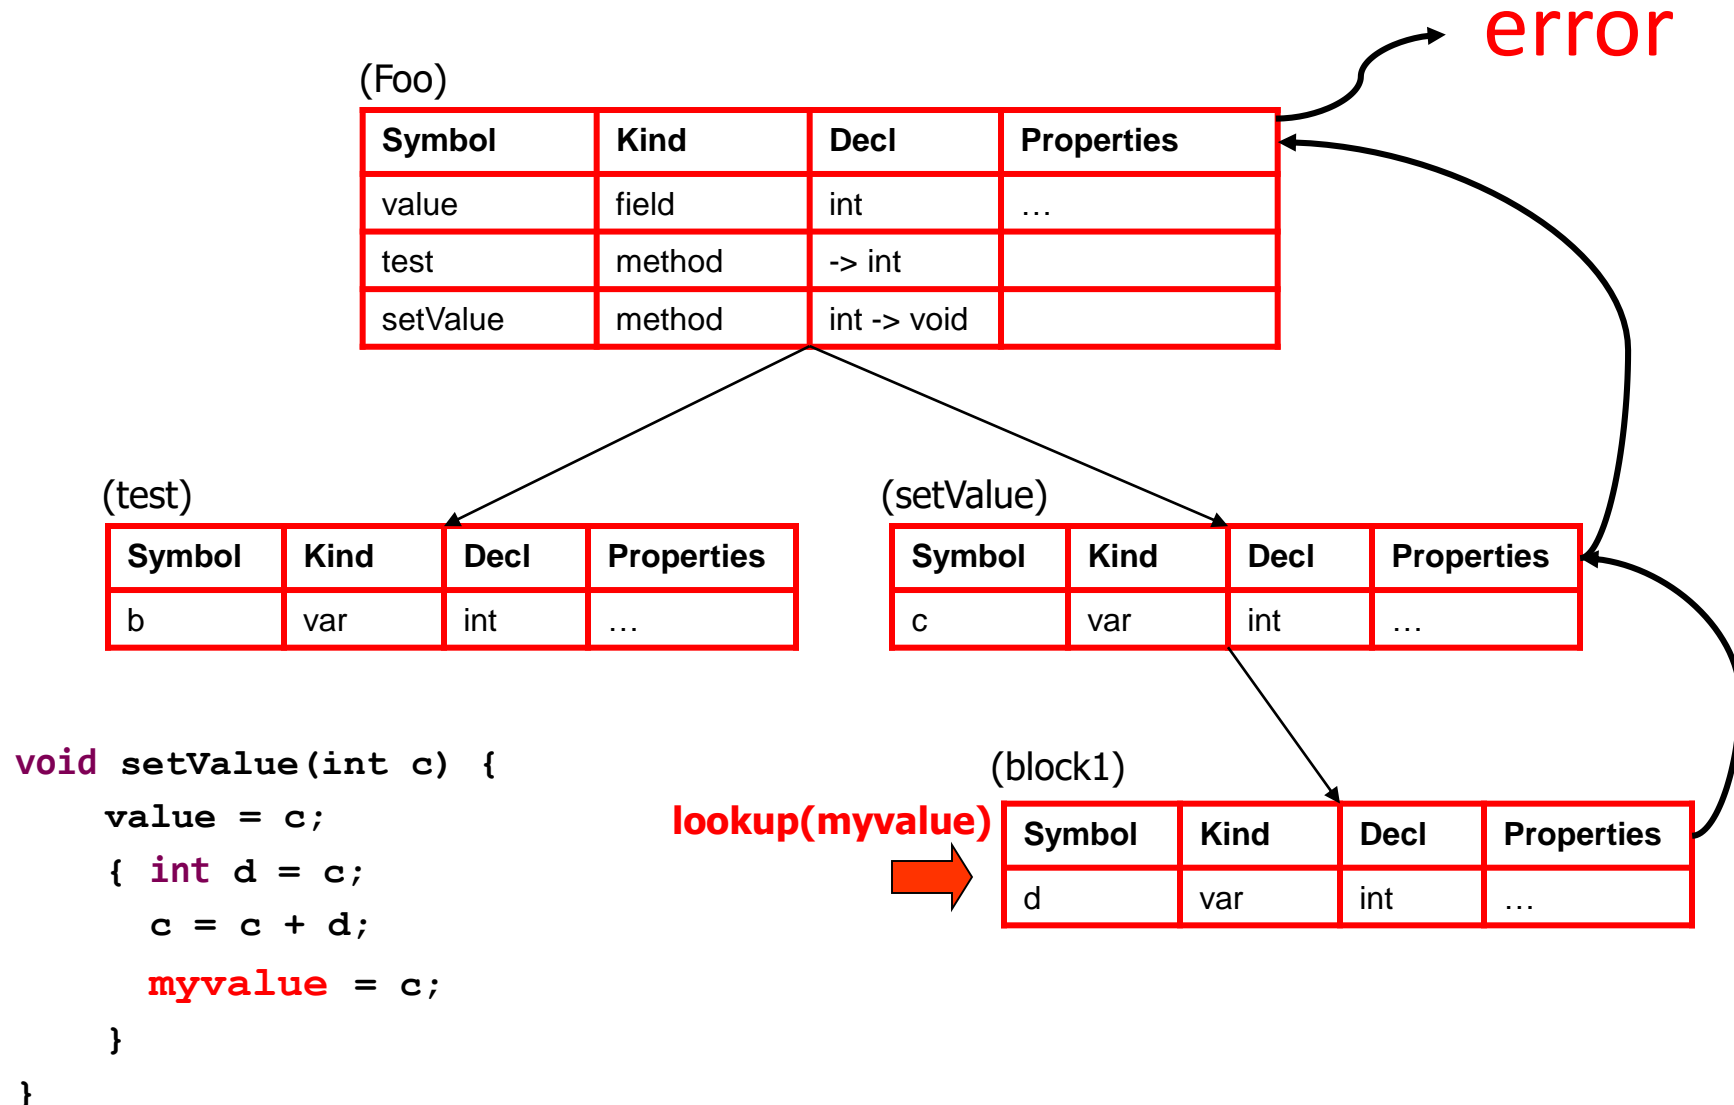 error
(Foo)
Symbol Kind Decl Properties
value field int …
test method -> int
setValue method int -> void
(test)
Symbol Kind Decl Properties
b var int …
(setValue)
Symbol Kind Decl Properties
c var int …
void setValue(int c) {
value = c;
{ int d = c;
c = c + d;
myvalue = c;
}
}
lookup(myvalue)
(block1)
Symbol Kind Decl Properties
d var int …